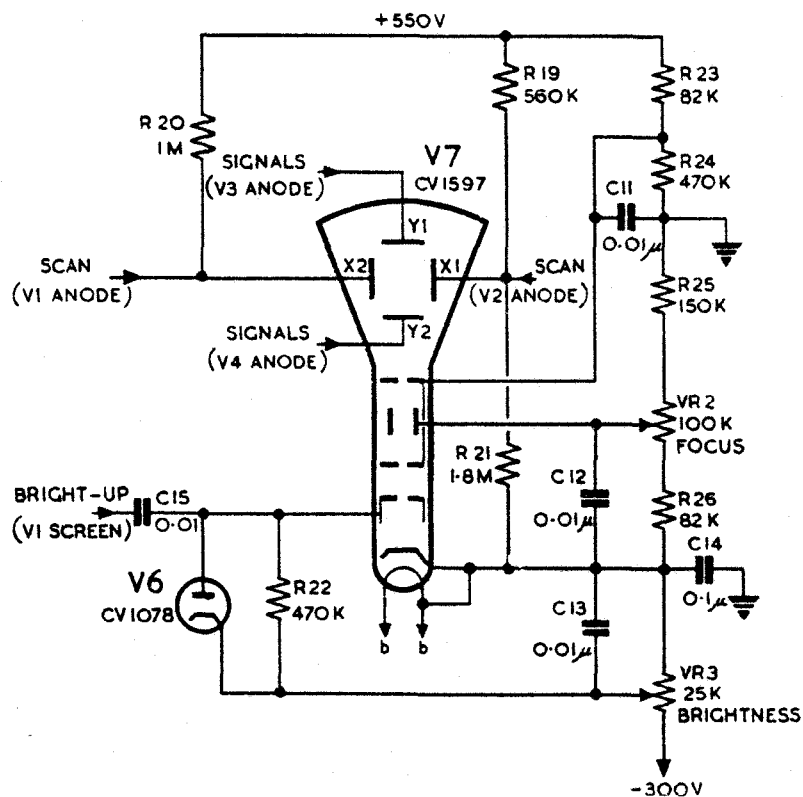 +550V
R19
560K
R23
82K
R20
1M
SIGNALS
(V3 ANODE)
V7
CV1597
R24
470K
C11
0.01µ
Y1
X2
X1
SCAN
(V1 ANODE)
SCAN
(V2 ANODE)
R25
150K
SIGNALS
(V4 ANODE)
Y2
VR2
100K
FOCUS
R21
1.8M
C12
0.01µ
R26
82K
BRIGHT-UP
(V1 SCREEN)
C15
0.01
C14
0.1µ
V6
CV1078
R22
470K
C13
0.01µ
b
b
VR3
25K
BRIGHTNESS
-300V